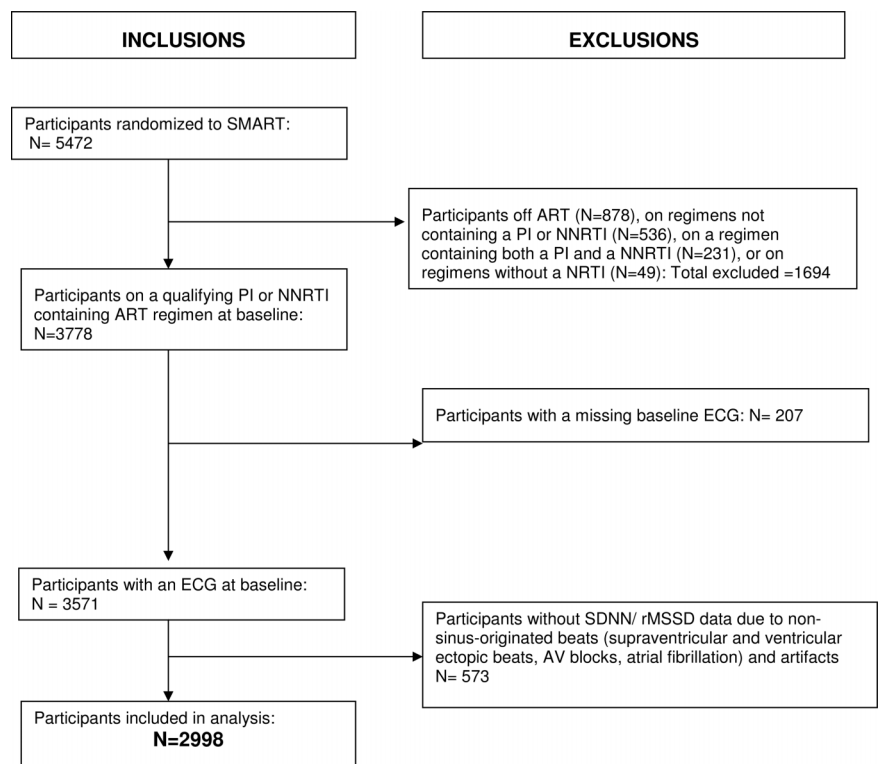 INCLUSIONS
EXCLUSIONS
Participants randomized to SMART:
N= 5472
Participants off ART (N=878), on regimens not
containing a PI or NNRTI (N=536), on a regimen
containing both a PI and a NNRTI (N=231), or on
regimens without a NRTI (N=49): Total excluded =1694
Participants on a qualifying PI or NNRTI
containing ART regimen at baseline:
N=3778
Participants with a missing baseline ECG: N= 207
Participants with an ECG at baseline:
N = 3571
Participants without SDNN/ rMSSD data due to non-
sinus-originated beats (supraventricular and ventricular
ectopic beats, AV blocks, atrial fibrillation) and artifacts
N= 573
Participants included in analysis:
N=2998